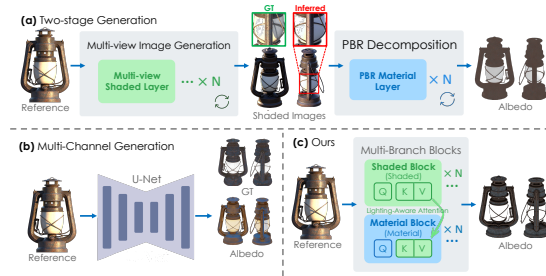 (a) Two-stage Generation
GT
Inferred
Multi-view Image Generation
Multi-view
Shaded Layer
... × N
PBR Decomposition
PBR Material
Layer
× N
Reference
Shaded Images
Albedo
(b) Multi-Channel Generation
U-Net
GT
Reference
Albedo
(c) Ours
Multi-Branch Blocks
Shaded Block
(Shaded)
× N
Q K V
...
Lighting-Aware Attention
Material Block
(Material)
× N
Q K V
...
Reference
Albedo